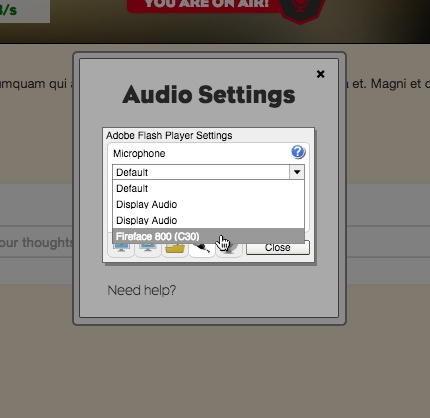 /s
YOU ARE ON AIR!
×
umquam qui
et. Magni et
Audio Settings
Adobe Flash Player Settings
Microphone
?
Default
Default
Display Audio
Display Audio
Fireface 800 (C30)
Close
our thoughts
Need help?